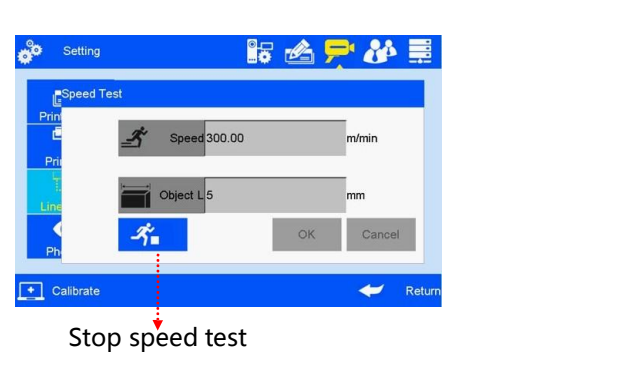 Setting
Speed Test
Prin
Speed 300.00 m/min
Pri
Object L 5 mm
Line
OK Cancel
Ph
Calibrate Return
Stop speed test